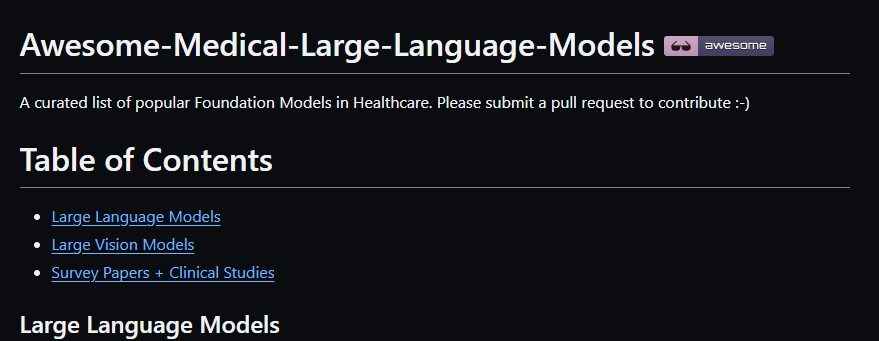 Awesome-Medical-Large-Language-Models awesome
A curated list of popular Foundation Models in Healthcare. Please submit a pull request to contribute :-)
Table of Contents
Large Language Models
Large Vision Models
Survey Papers + Clinical Studies
Large Language Models